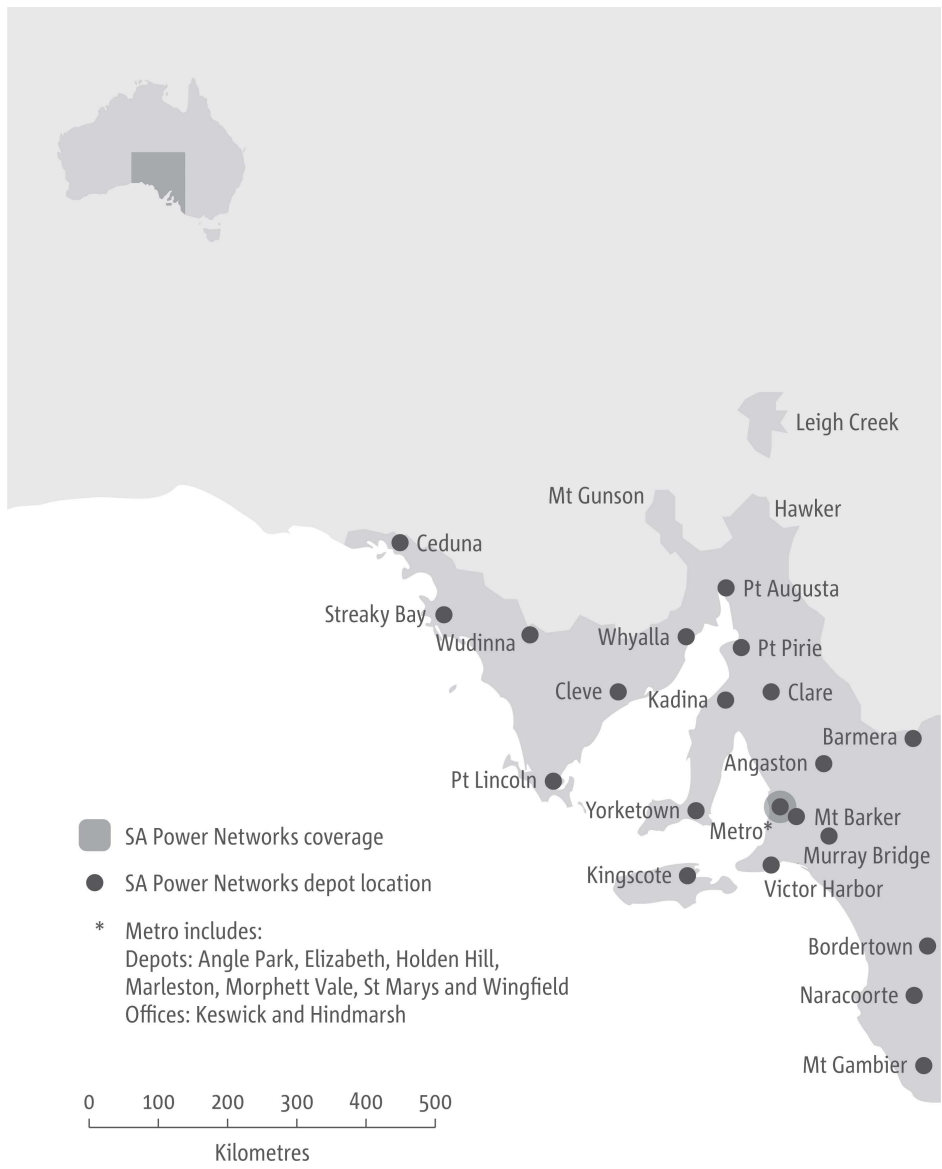 Leigh Creek
Mt Gunson
Hawker
Ceduna
Pt Augusta
Streaky Bay
Wudinna
Whyalla
Pt Pirie
Cleve
Kadina
Clare
Barmera
Angaston
Pt Lincoln
Yorketown
Mt Barker
Metro*
Murray Bridge
Kingscote
Victor Harbor
Bordertown
Naracoorte
Mt Gambier
SA Power Networks coverage
SA Power Networks depot location
* Metro includes:
Depots: Angle Park, Elizabeth, Holden Hill,
Marleston, Morphett Vale, St Marys and Wingfield
Offices: Keswick and Hindmarsh
0 100 200 300 400 500
Kilometres